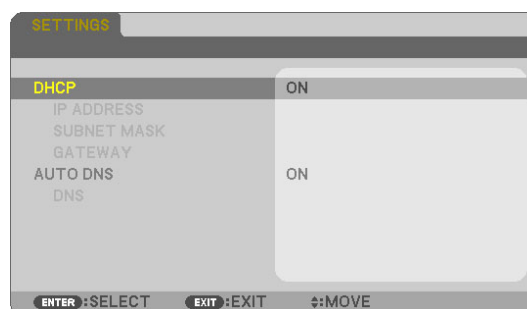 SETTINGS
DHCP ON
IP ADDRESS
SUBNET MASK
GATEWAY
AUTO DNS ON
DNS
ENTER :SELECT EXIT :EXIT :MOVE